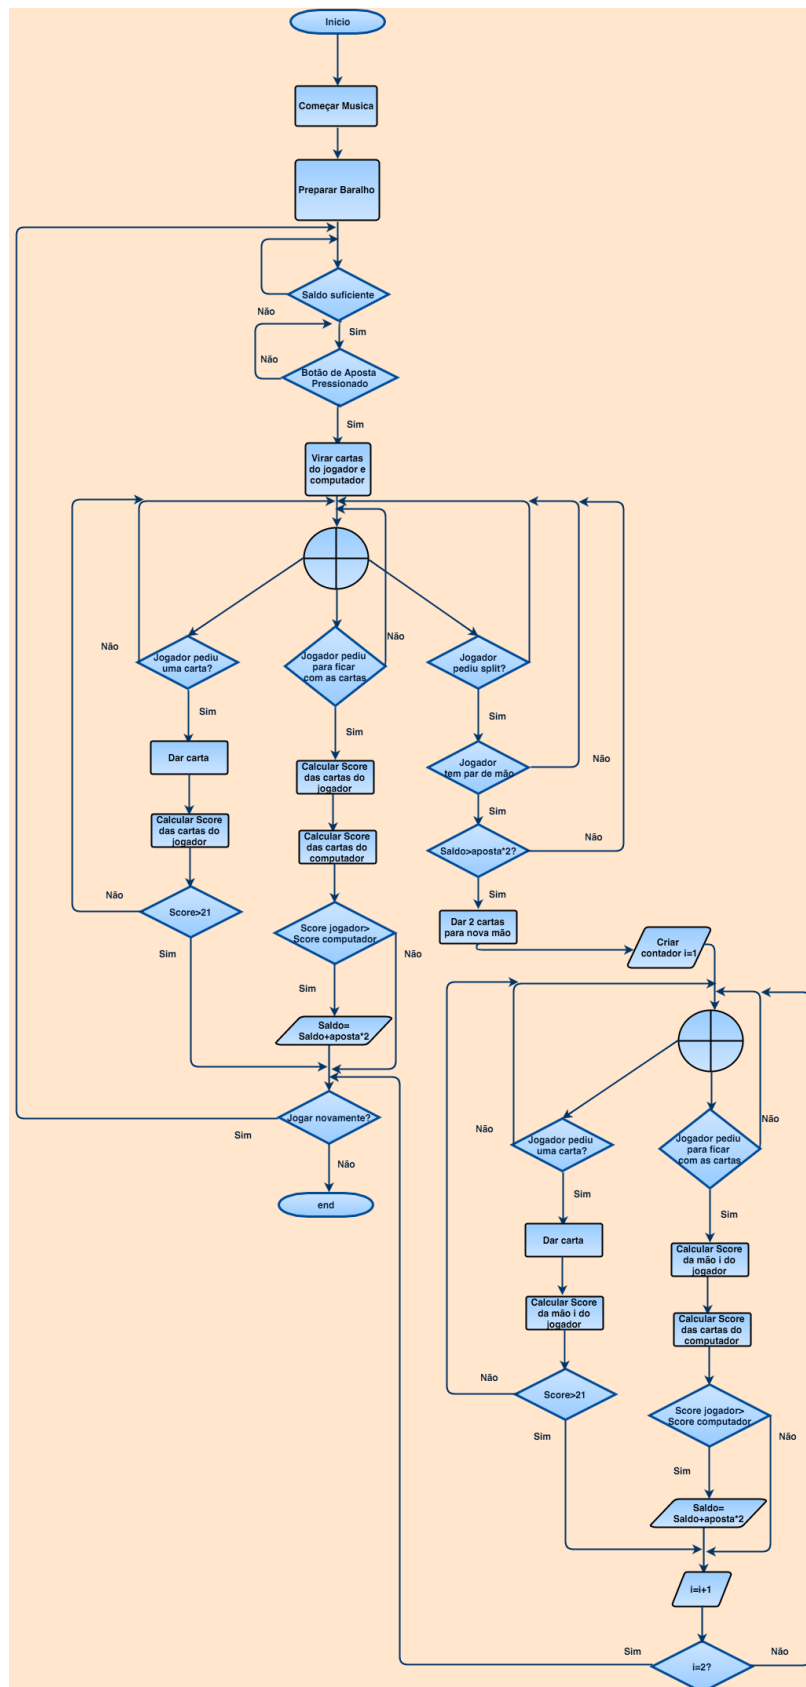 Inicio
Começar Musica
Preparar Baralho
Saldo suficiente
Não
Sim
Não
Botão de Aposta
Pressionado
Sim
Virar cartas
do jogador e
computador
Não
Jogador pediu
uma carta?
Sim
Dar carta
Calcular Score
das cartas do
jogador
Não
Score>21
Sim
Não
Jogador pediu
para ficar
com as cartas
Sim
Calcular Score
das cartas do
jogador
Calcular Score
das cartas do
computador
Score jogador>
Score computador
Não
Sim
Saldo=
Saldo+aposta*2
Jogar novamente?
Sim
Não
end
Jogador
pediu split?
Sim
Jogador
tem par de mão
Não
Sim
Saldo>aposta*2?
Não
Sim
Dar 2 cartas
para nova mão
Criar
contador i=1
Não
Jogador pediu
uma carta?
Sim
Dar carta
Calcular Score
da mão i do
jogador
Não
Score>21
Sim
Não
Jogador pediu
para ficar
com as cartas
Sim
Calcular Score
da mão i do
jogador
Calcular Score
das cartas do
computador
Score jogador>
Score computador
Não
Sim
Saldo=
Saldo+aposta*2
i=i+1
Sim
i=2?
Não